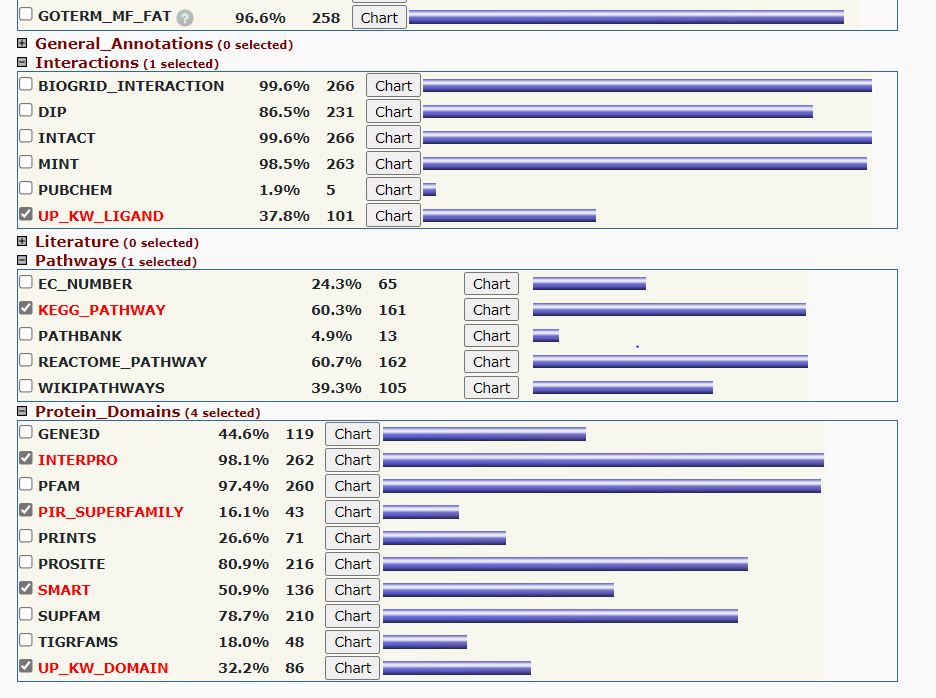 GOTERM_MF_FAT ? 96.6% 258 Chart
General_Annotations (0 selected)
Interactions (1 selected)
BIOGRID_INTERACTION 99.6% 266 Chart
DIP 86.5% 231 Chart
INTACT 99.6% 266 Chart
MINT 98.5% 263 Chart
PUBCHEM 1.9% 5 Chart
UP_KW_LIGAND 37.8% 101 Chart
Literature (0 selected)
Pathways (1 selected)
EC_NUMBER 24.3% 65 Chart
KEGG_PATHWAY 60.3% 161 Chart
PATHBANK 4.9% 13 Chart
REACTOME_PATHWAY 60.7% 162 Chart
WIKIPATHWAYS 39.3% 105 Chart
Protein_Domains (4 selected)
GENE3D 44.6% 119 Chart
INTERPRO 98.1% 262 Chart
PFAM 97.4% 260 Chart
PIR_SUPERFAMILY 16.1% 43 Chart
PRINTS 26.6% 71 Chart
PROSITE 80.9% 216 Chart
SMART 50.9% 136 Chart
SUPFAM 78.7% 210 Chart
TIGRFAMS 18.0% 48 Chart
UP_KW_DOMAIN 32.2% 86 Chart